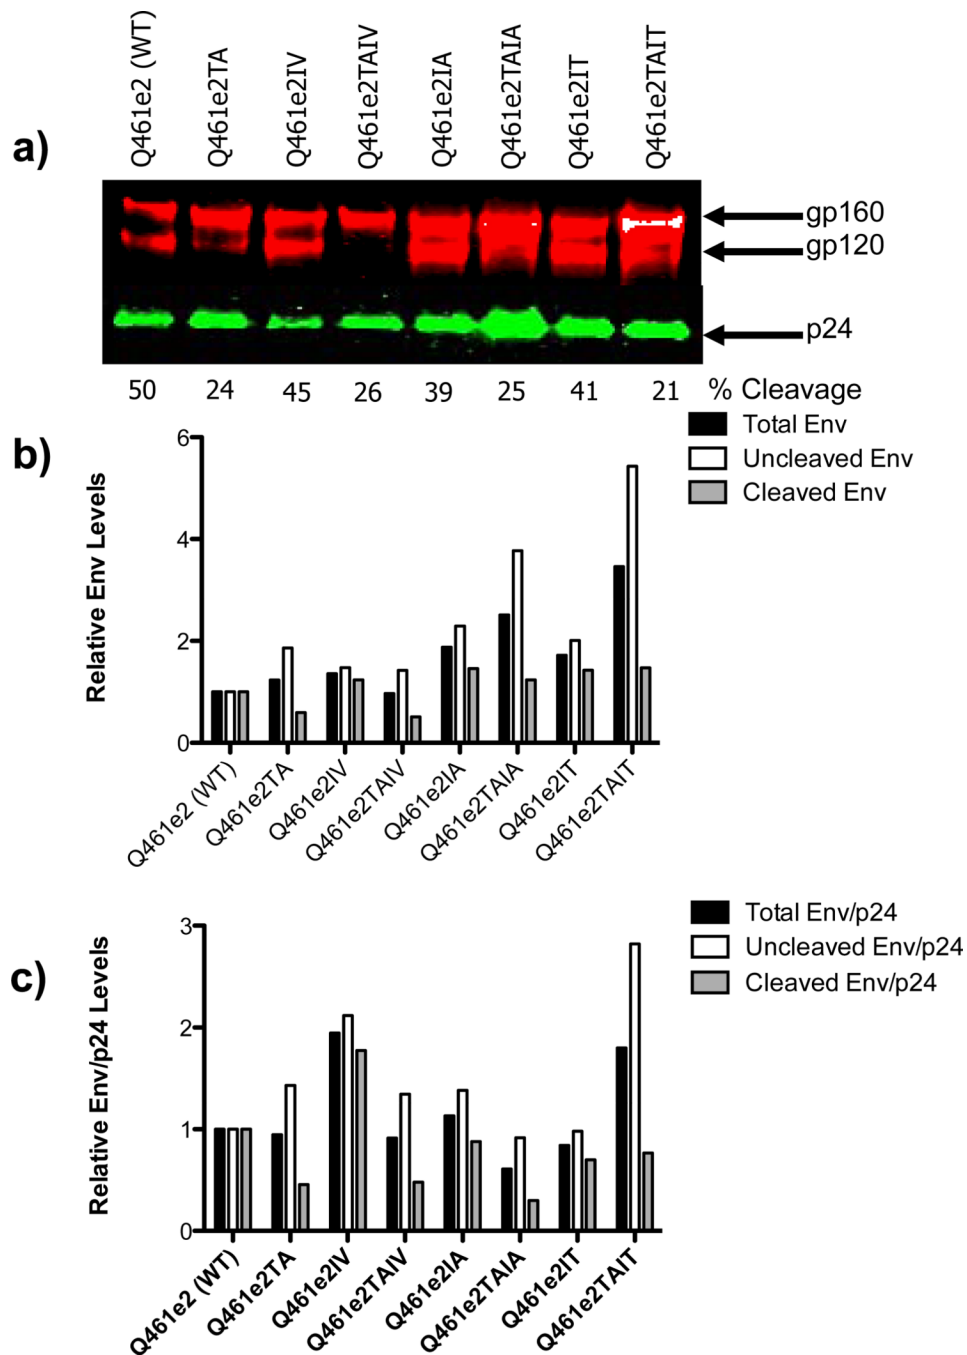 a)
Q461e2 (WT)
Q461e2TA
Q461e2IV
Q461e2TAIV
Q461e2IA
Q461e2TAIA
Q461e2IT
Q461e2TAIT
gp160
gp120
p24
50 24 45 26 39 25 41 21 % Cleavage
b)
Total Env
Uncleaved Env
Cleaved Env
Relative Env Levels
6
4
2
0
Q461e2 (WT)
Q461e2TA
Q461e2IV
Q461e2TAIV
Q461e2IA
Q461e2TAIA
Q461e2IT
Q461e2TAIT
c)
Total Env/p24
Uncleaved Env/p24
Cleaved Env/p24
Relative Env/p24 Levels
3
2
1
0
Q461e2 (WT)
Q461e2TA
Q461e2IV
Q461e2TAIV
Q461e2IA
Q461e2TAIA
Q461e2IT
Q461e2TAIT